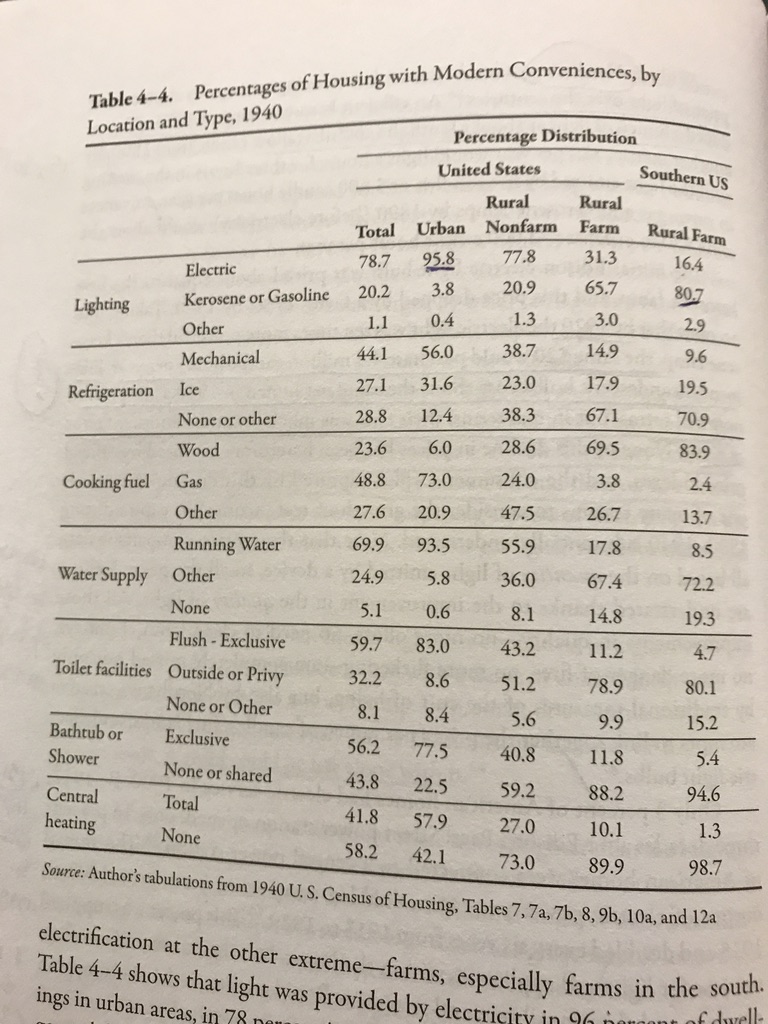 Table 4–4. Percentages of Housing with Modern Conveniences, by
Location and Type, 1940
Percentage Distribution
United States Southern US
Rural Rural
Total Urban Nonfarm Farm Rural Farm
Electric 78.7 95.8 77.8 31.3 16.4
Lighting Kerosene or Gasoline 20.2 3.8 20.9 65.7 80.7
Other 1.1 0.4 1.3 3.0 2.9
Mechanical 44.1 56.0 38.7 14.9 9.6
Refrigeration Ice 27.1 31.6 23.0 17.9 19.5
None or other 28.8 12.4 38.3 67.1 70.9
Wood 23.6 6.0 28.6 69.5 83.9
Cooking fuel Gas 48.8 73.0 24.0 3.8 2.4
Other 27.6 20.9 47.5 26.7 13.7
Running Water 69.9 93.5 55.9 17.8 8.5
Water Supply Other 24.9 5.8 36.0 67.4 72.2
None 5.1 0.6 8.1 14.8 19.3
Flush - Exclusive 59.7 83.0 43.2 11.2 4.7
Toilet facilities Outside or Privy 32.2 8.6 51.2 78.9 80.1
None or Other 8.1 8.4 5.6 9.9 15.2
Bathtub or Exclusive 56.2 77.5 40.8 11.8 5.4
Shower None or shared 43.8 22.5 59.2 88.2 94.6
Central Total 41.8 57.9 27.0 10.1 1.3
heating None 58.2 42.1 73.0 89.9 98.7
Source: Author's tabulations from 1940 U. S. Census of Housing, Tables 7, 7a, 7b, 8, 9b, 10a, and 12a
electrification at the other extreme—farms, especially farms in the south.
Table 4–4 shows that light was provided by electricity in 96 percent of dwell-
ings in urban areas, in 78